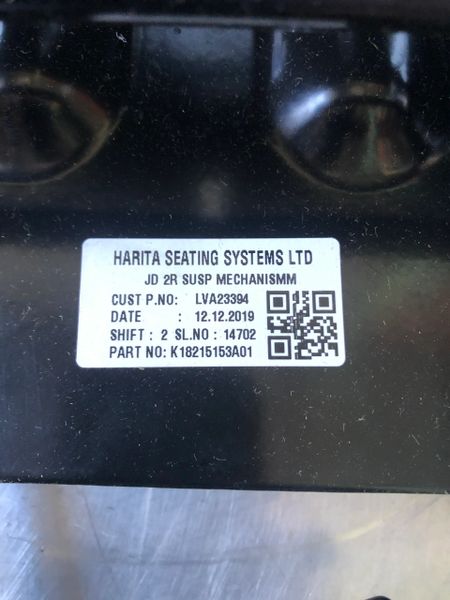 HARITA SEATING SYSTEMS LTD
JD 2R SUSP MECHANISMM
CUST P.NO: LVA23394
DATE : 12.12.2019
SHIFT : 2 SL.NO : 14702
PART NO: K18215153A01